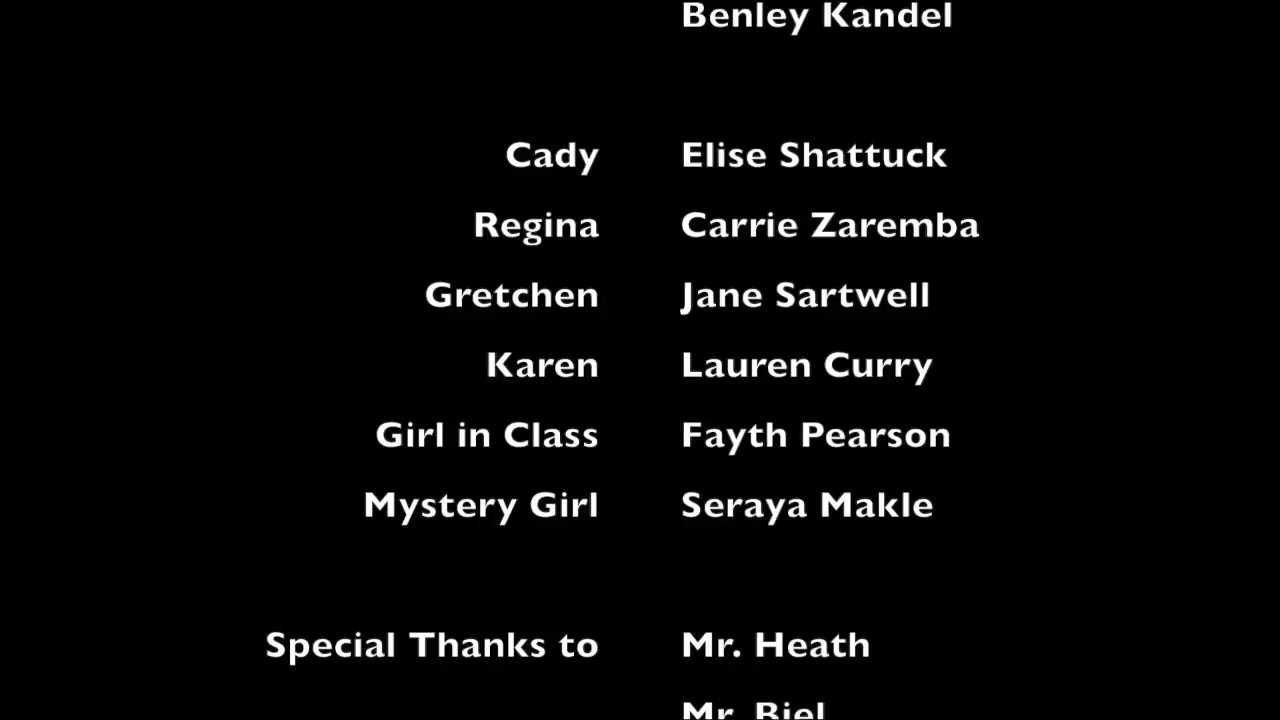 Benley Kandel
Cady Elise Shattuck
Regina Carrie Zaremba
Gretchen Jane Sartwell
Karen Lauren Curry
Girl in Class Fayth Pearson
Mystery Girl Seraya Makle
Special Thanks to Mr. Heath
Mr. Biel